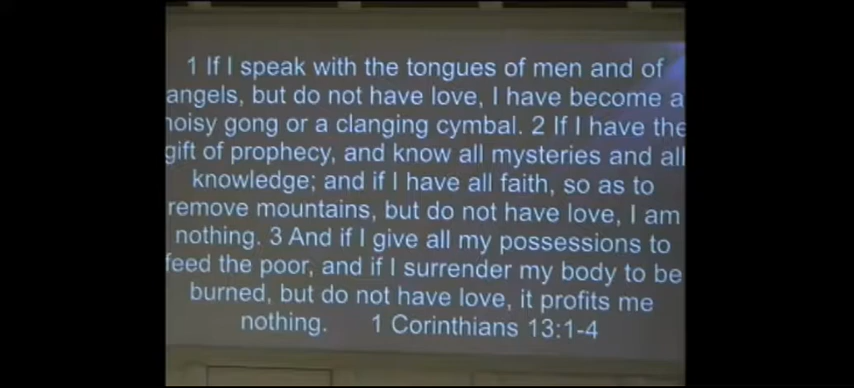 1 If I speak with the tongues of men and of
angels, but do not have love, I have become a
noisy gong or a clanging cymbal. 2 If I have the
gift of prophecy, and know all mysteries and all
knowledge; and if I have all faith, so as to
remove mountains, but do not have love, I am
nothing. 3 And if I give all my possessions to
feed the poor, and if I surrender my body to be
burned, but do not have love, it profits me
nothing. 1 Corinthians 13:1-4